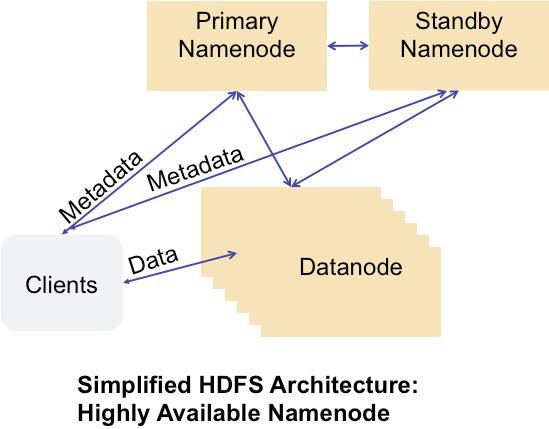 Primary
Namenode
Standby
Namenode
Metadata
Metadata
Data
Clients
Datanode
Simplified HDFS Architecture:
Highly Available Namenode